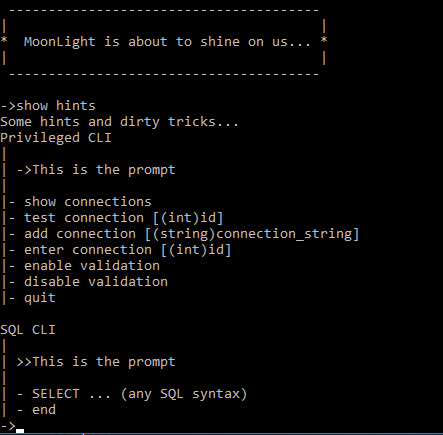 ---------------------------------------
|                                       |
*  MoonLight is about to shine on us... *
|                                       |
---------------------------------------
->show hints
Some hints and dirty tricks...
Privileged CLI
|
| ->This is the prompt
|
|- show connections
|- test connection [(int)id]
|- add connection [(string)connection_string]
|- enter connection [(int)id]
|- enable validation
|- disable validation
|- quit
SQL CLI
|
| >>This is the prompt
|
| - SELECT ... (any SQL syntax)
| - end
->_